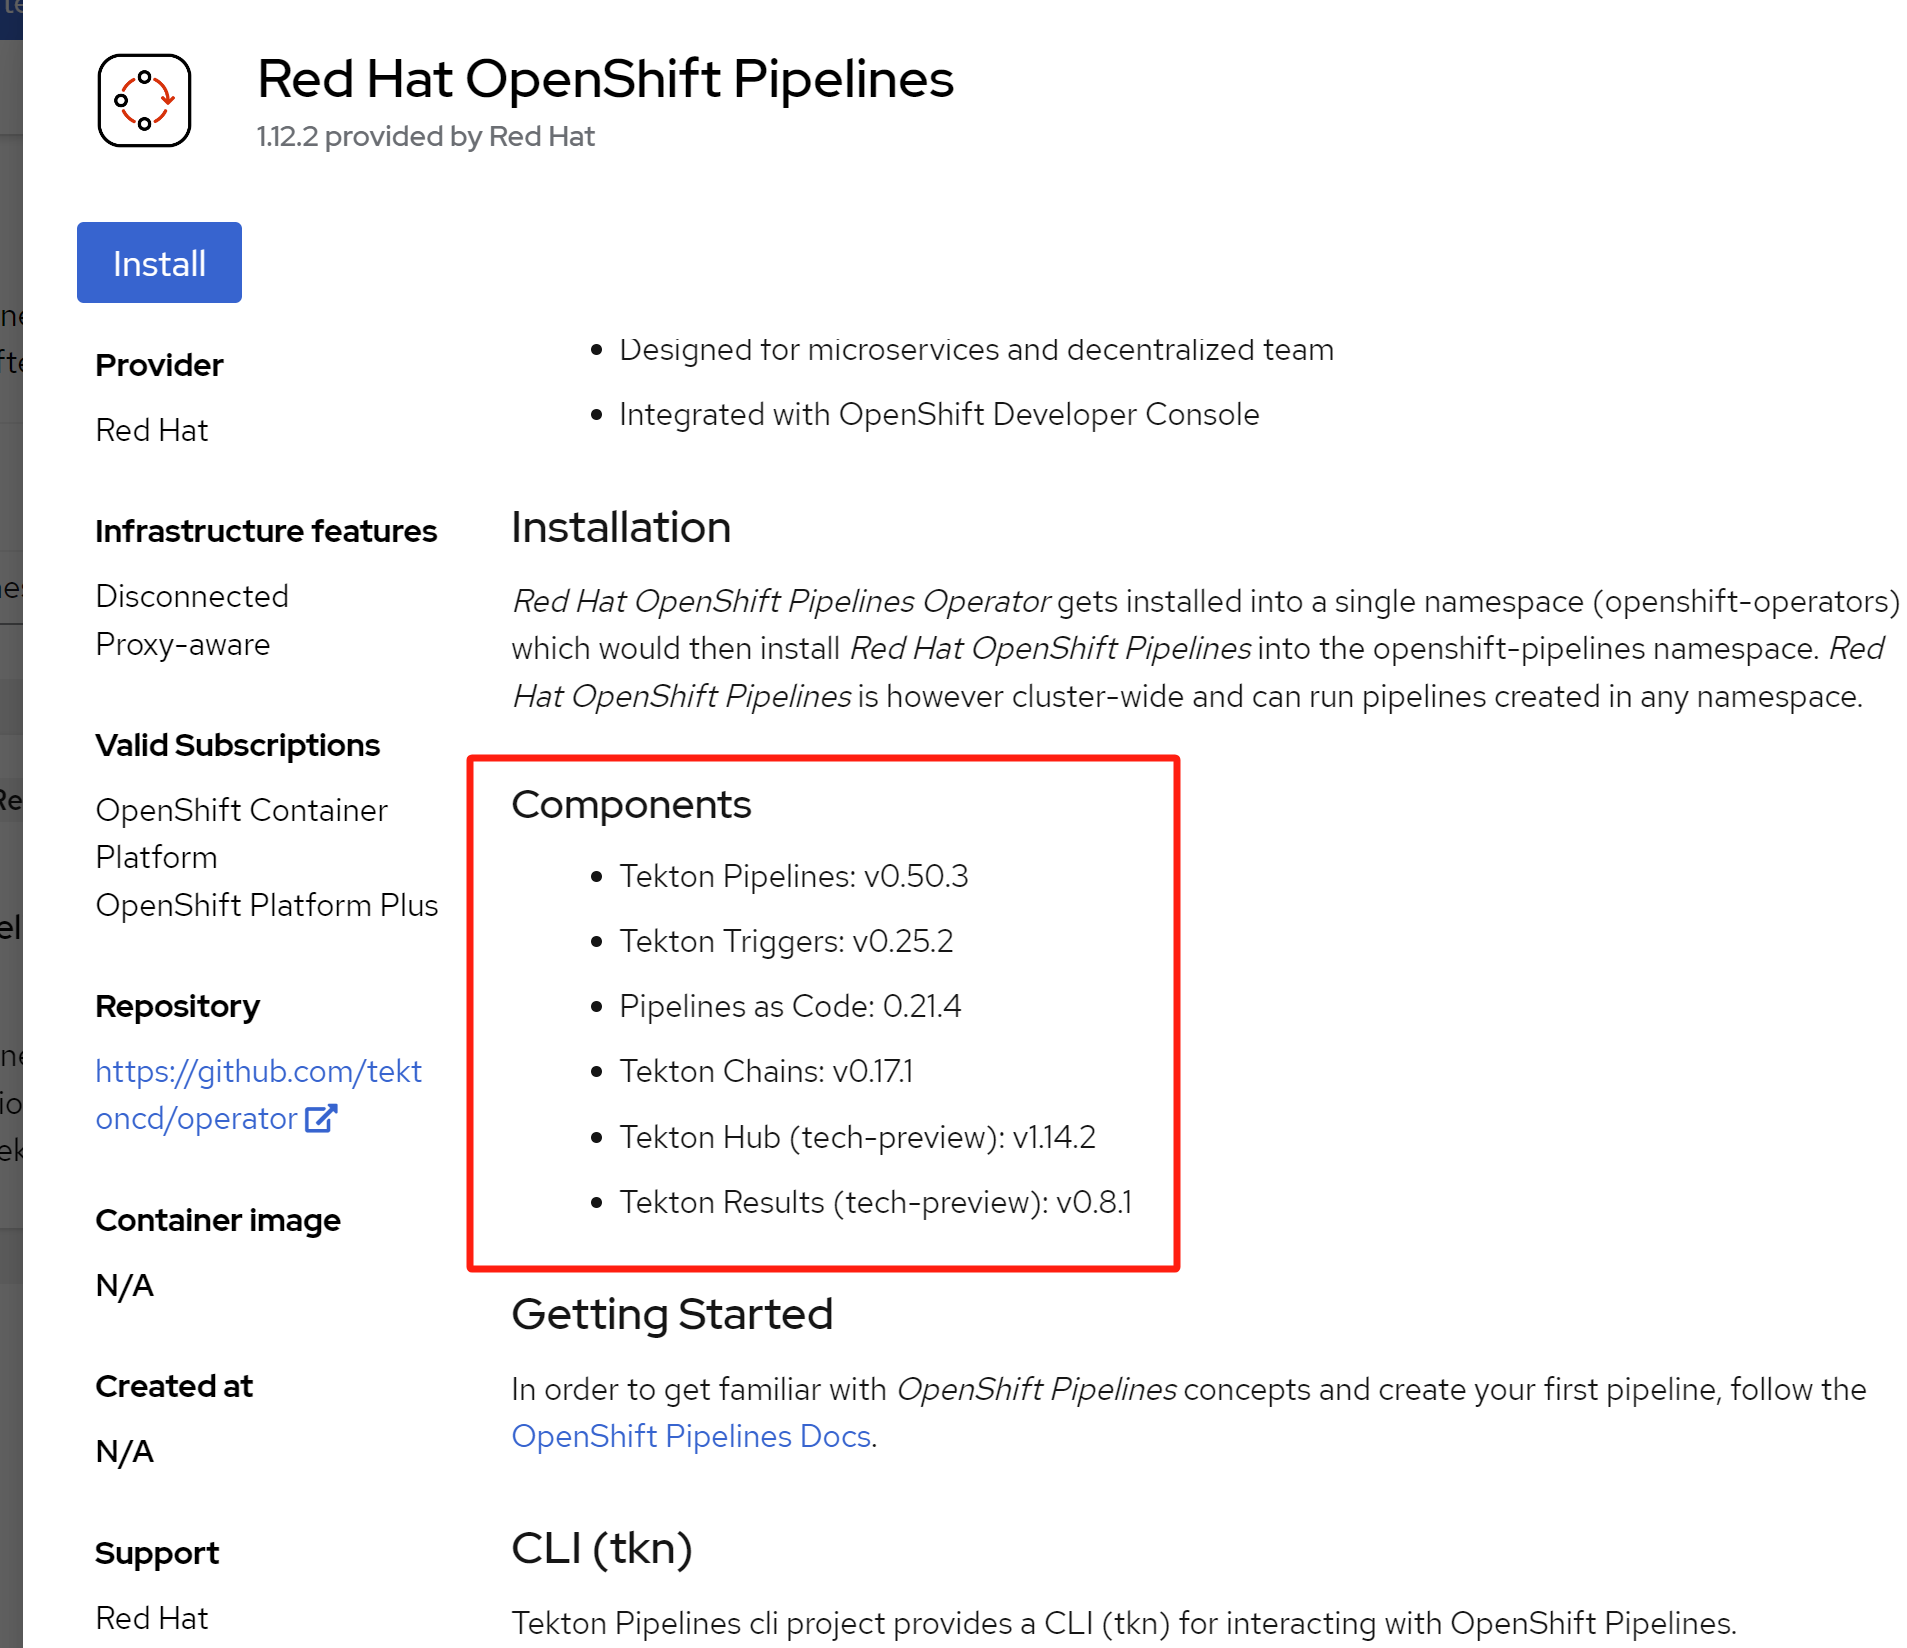 Red Hat OpenShift Pipelines
1.12.2 provided by Red Hat
Install
Provider
Red Hat
Infrastructure features
Disconnected
Proxy-aware
Valid Subscriptions
OpenShift Container
Platform
OpenShift Platform Plus
Repository
https://github.com/tekt
oncd/operator
Container image
N/A
Created at
N/A
Support
Red Hat
• Designed for microservices and decentralized team
• Integrated with OpenShift Developer Console
Installation
Red Hat OpenShift Pipelines Operator gets installed into a single namespace (openshift-operators)
which would then install Red Hat OpenShift Pipelines into the openshift-pipelines namespace. Red
Hat OpenShift Pipelines is however cluster-wide and can run pipelines created in any namespace.
Components
• Tekton Pipelines: v0.50.3
• Tekton Triggers: v0.25.2
• Pipelines as Code: 0.21.4
• Tekton Chains: v0.17.1
• Tekton Hub (tech-preview): v1.14.2
• Tekton Results (tech-preview): v0.8.1
Getting Started
In order to get familiar with OpenShift Pipelines concepts and create your first pipeline, follow the
OpenShift Pipelines Docs.
CLI (tkn)
Tekton Pipelines cli project provides a CLI (tkn) for interacting with OpenShift Pipelines.